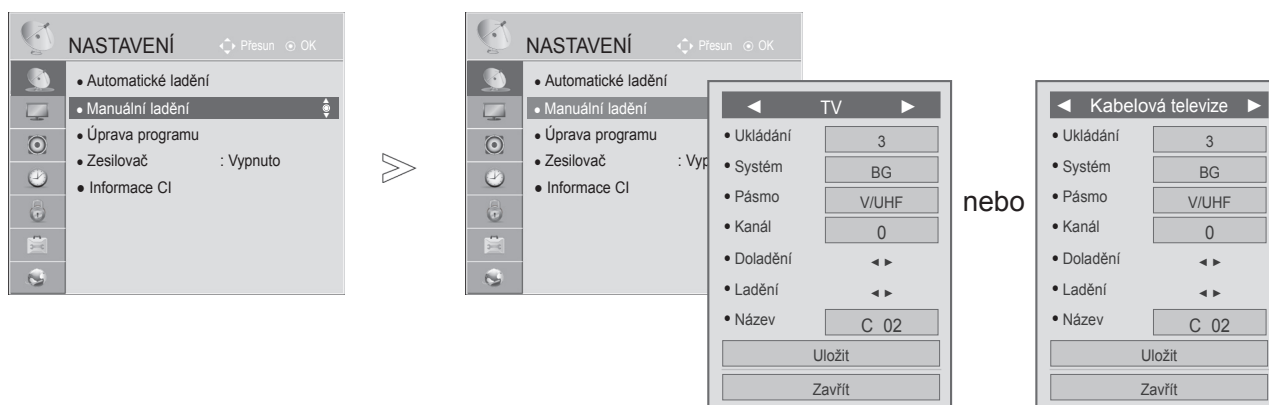 NASTAVENÍ Přesun OK
• Automatické ladění
• Manuální ladění
• Úprava programu
• Zesilovač : Vypnuto
• Informace CI
NASTAVENÍ Přesun OK
• Automatické ladění
• Manuální ladění
• Úprava programu
• Zesilovač : Vyp
• Informace CI
◄ TV ►
• Ukládání 3
• Systém BG
• Pásmo V/UHF
• Kanál 0
• Doladění ◄ ►
• Ladění ◄ ►
• Název C 02
Uložit
Zavřít
nebo
◄ Kabelová televize ►
• Ukládání 3
• Systém BG
• Pásmo V/UHF
• Kanál 0
• Doladění ◄ ►
• Ladění ◄ ►
• Název C 02
Uložit
Zavřít